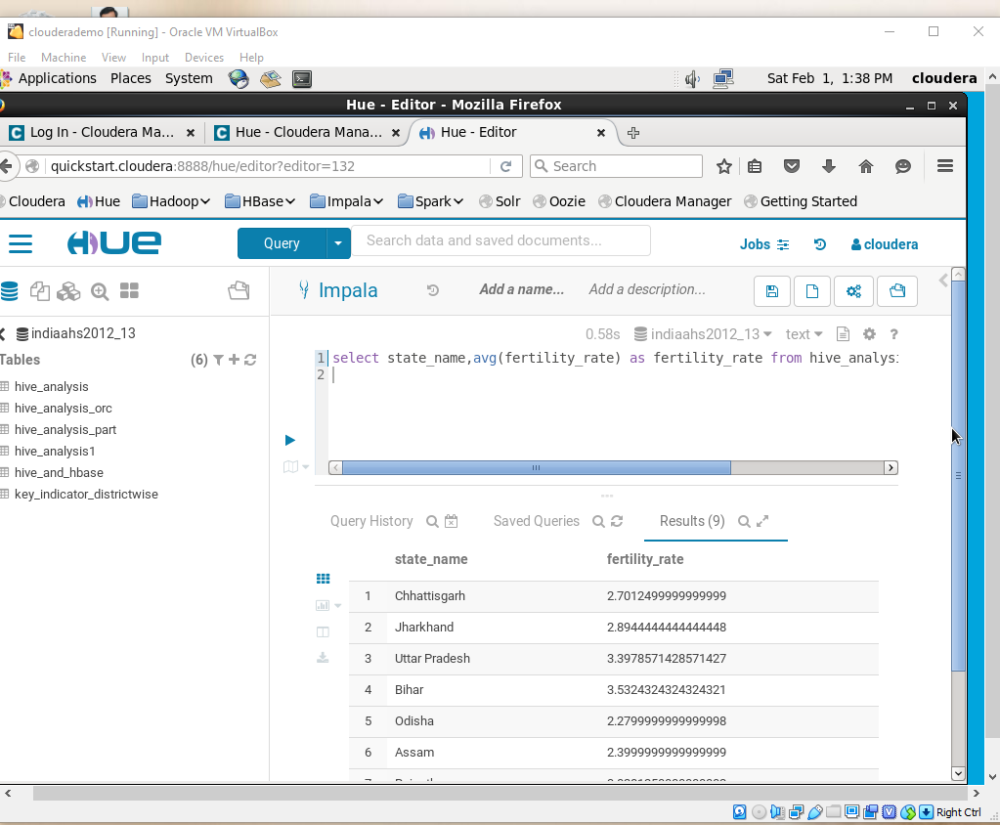 clouderademo [Running] - Oracle VM VirtualBox
File Machine View Input Devices Help
Applications Places System Sat Feb 1, 1:38 PM cloudera
Hue - Editor - Mozilla Firefox
Log In - Cloudera Ma... Hue - Cloudera Mana... Hue - Editor
quickstart.cloudera:8888/hue/editor?editor=132 Search
Cloudera Hue Hadoop HBase Impala Spark Solr Oozie Cloudera Manager Getting Started
HUE Query Search data and saved documents... Jobs cloudera
Impala Add a name... Add a description...
indiaahs2012_13 0.58s indiaahs2012_13 text ?
Tables (6)
hive_analysis
hive_analysis_orc
hive_analysis_part
hive_analysis1
hive_and_hbase
key_indicator_districtwise
1 select state_name,avg(fertility_rate) as fertility_rate from hive_analysi
2
Query History Saved Queries Results (9)
state_name fertility_rate
1 Chhattisgarh 2.7012499999999999
2 Jharkhand 2.8944444444444448
3 Uttar Pradesh 3.3978571428571427
4 Bihar 3.5324324324324321
5 Odisha 2.2799999999999998
6 Assam 2.3999999999999999
Right Ctrl